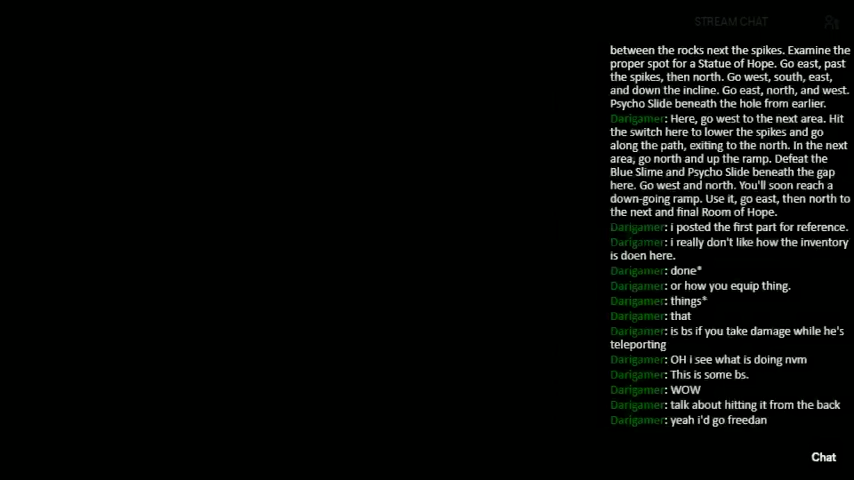 STREAM CHAT
between the rocks next the spikes. Examine the
proper spot for a Statue of Hope. Go east, past
the spikes, then north. Go west, south, east,
and down the incline. Go east, north, and west.
Psycho Slide beneath the hole from earlier.
Darigamer: Here, go west to the next area. Hit
the switch here to lower the spikes and go
along the path, exiting to the north. In the next
area, go north and up the ramp. Defeat the
Blue Slime and Psycho Slide beneath the gap
here. Go west and north. You'll soon reach a
down-going ramp. Use it, go east, then north to
the next and final Room of Hope.
Darigamer: i posted the first part for reference.
Darigamer: i really don't like how the inventory
is doen here.
Darigamer: done*
Darigamer: or how you equip thing.
Darigamer: things*
Darigamer: that
Darigamer: is bs if you take damage while he's
teleporting
Darigamer: OH i see what is doing nvm
Darigamer: This is some bs.
Darigamer: WOW
Darigamer: talk about hitting it from the back
Darigamer: yeah i'd go freedan
Chat